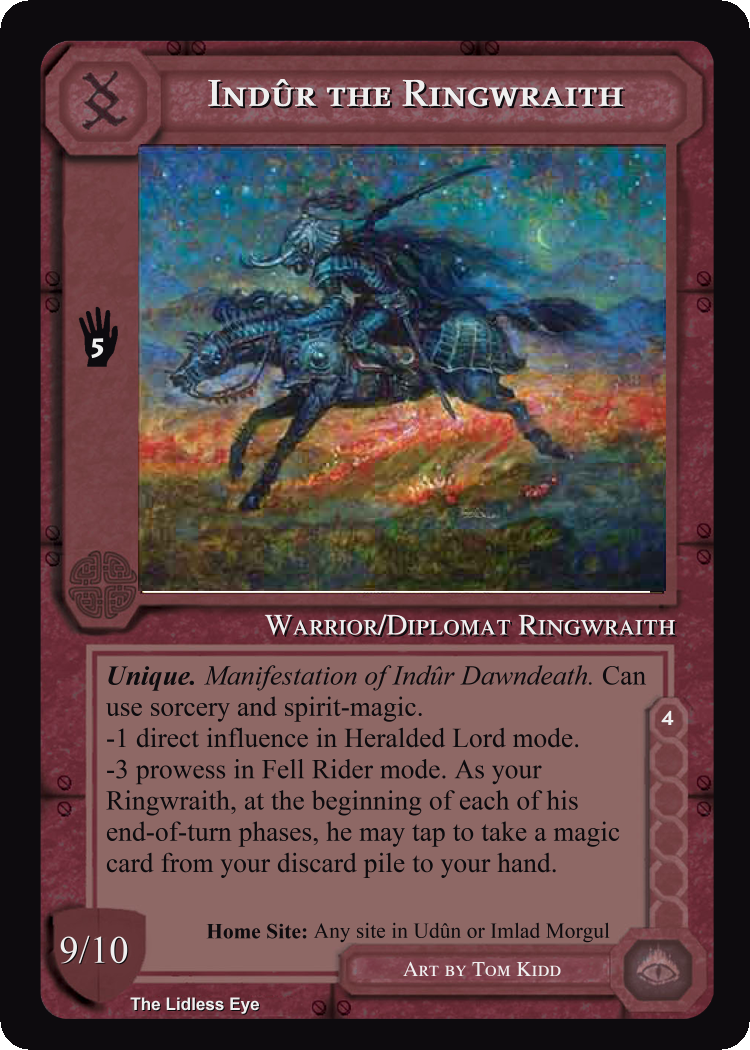 INDÛR THE RINGWRAITH
5
WARRIOR/DIPLOMAT RINGWRAITH
Unique. Manifestation of Indûr Dawndeath. Can
use sorcery and spirit-magic.
-1 direct influence in Heralded Lord mode.
-3 prowess in Fell Rider mode. As your
Ringwraith, at the beginning of each of his
end-of-turn phases, he may tap to take a magic
card from your discard pile to your hand.
4
Home Site: Any site in Udûn or Imlad Morgul
9/10
ART BY TOM KIDD
The Lidless Eye